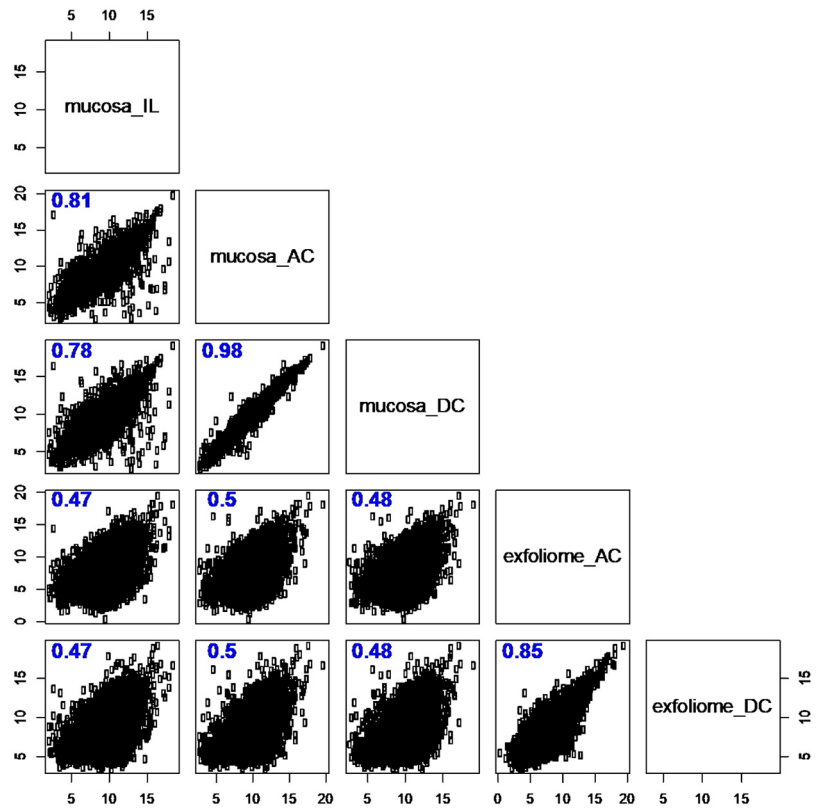 5 10 15
5 10 15
mucosa_IL
5 10 15 20
0.81
mucosa_AC
5 10 15
0.78
0.98
mucosa_DC
0 5 10 15 20
0.47
0.5
0.48
exfoliome_AC
5 10 15
0.47
0.5
0.48
0.85
exfoliome_DC
5 10 15
5 10 15
5 10 15 20
5 10 15
0 5 10 15 20
5 10 15